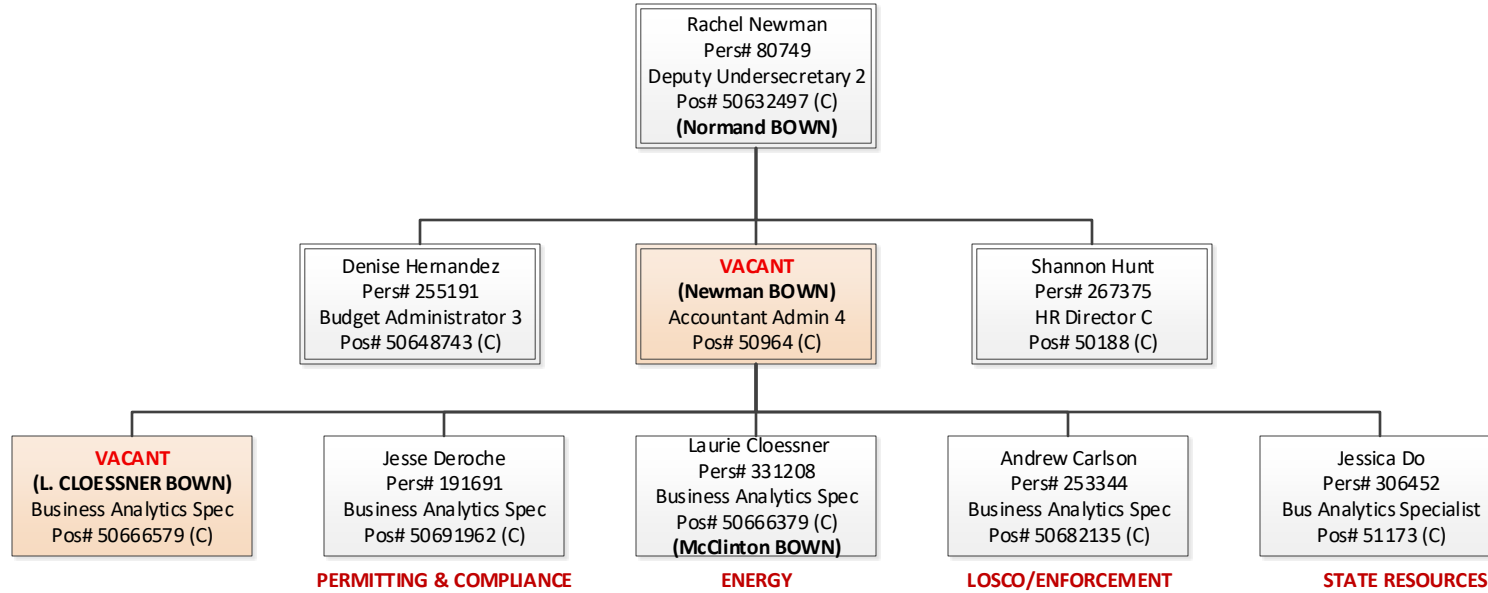 Rachel Newman
Pers# 80749
Deputy Undersecretary 2
Pos# 50632497 (C)
(Normand BOWN)
Denise Hernandez
Pers# 255191
Budget Administrator 3
Pos# 50648743 (C)
VACANT
(Newman BOWN)
Accountant Admin 4
Pos# 50964 (C)
Shannon Hunt
Pers# 267375
HR Director C
Pos# 50188 (C)
VACANT
(L. CLOESSNER BOWN)
Business Analytics Spec
Pos# 50666579 (C)
Jesse Deroche
Pers# 191691
Business Analytics Spec
Pos# 50691962 (C)
PERMITTING & COMPLIANCE
Laurie Cloessner
Pers# 331208
Business Analytics Spec
Pos# 50666379 (C)
(McClinton BOWN)
ENERGY
Andrew Carlson
Pers# 253344
Business Analytics Spec
Pos# 50682135 (C)
LOSCO/ENFORCEMENT
Jessica Do
Pers# 306452
Bus Analytics Specialist
Pos# 51173 (C)
STATE RESOURCES